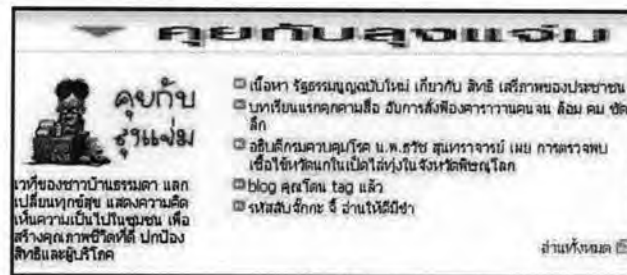 คุยกับลุงแจ่ม
คุยกับ
ลุงแจ่ม
เวทีของชาวบ้านธรรมดา แลก
เปลี่ยนทุกข์สุข แสดงความคิด
เห็นความเป็นไปในชุมชน เพื่อ
สร้างคุณภาพชีวิตที่ดี ปกป้อง
สิทธิและผู้บริโภค
เนื้อหา รัฐธรรมนูญฉบับใหม่ เกี่ยวกับ สิทธิ เสรีภาพของประชาชน
บทเรียนแรกคุกคามสื่อ อับการสั่งฟ้องคาราวานคนจน ล้อม คม ชัด
ลึก
อธิบดีกรมควบคุมโรค น.พ.ธวัช สุนทราจารย์ เผย การตรวจพบ
เชื้อไข้หวัดนกในเป็ดไล่ทุ่งในจังหวัดพิษณุโลก
blog คุณโดน tag แล้ว
รหัสลับจั๊กกะ จี้ อ่านให้ดีมีขำ
อ่านทั้งหมด